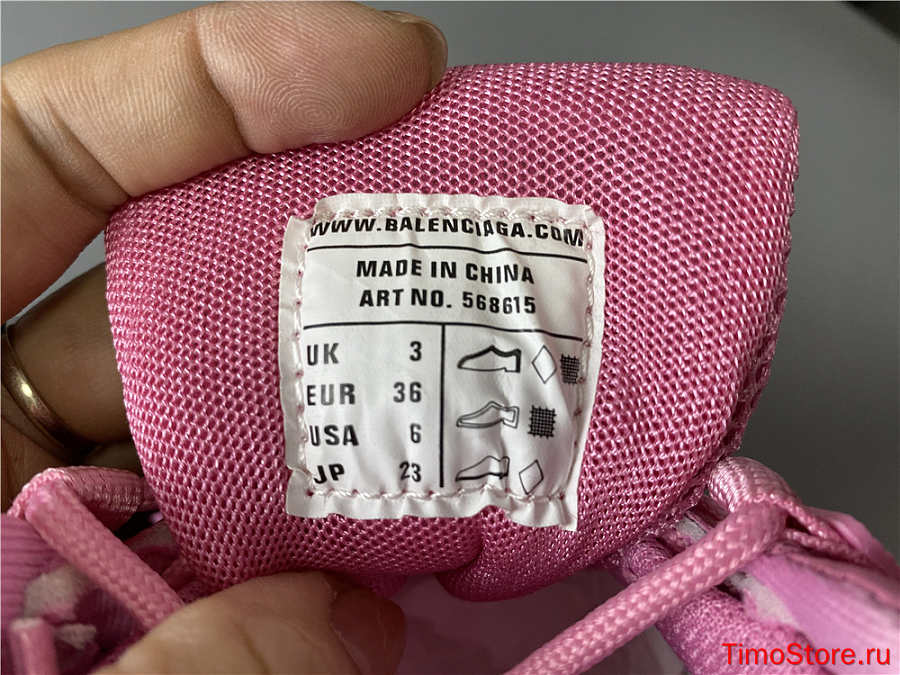 WWW.BALENCIAGA.COM
MADE IN CHINA
ART NO. 568615
UK 3
EUR 36
USA 6
JP 23
TimoStore.ru